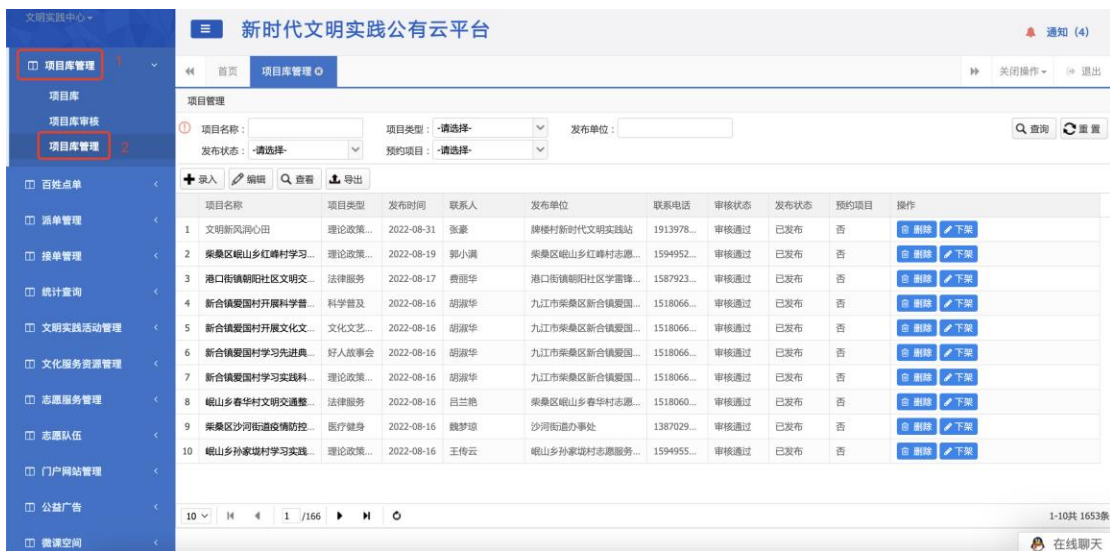 文明实践中心
新时代文明实践公有云平台
通知 (4)
项目库管理 1
首页 项目库管理
关闭操作 退出
项目库
项目库审核
项目库管理 2
百姓点单
派单管理
接单管理
统计查询
文明实践活动管理
文化服务资源管理
志愿服务管理
志愿队伍
门户网站管理
公益广告
微课空间
项目管理
项目名称： 项目类型： -请选择- 发布单位： 查询 重置
发布状态： -请选择- 预约项目： -请选择-
录入 编辑 查看 导出
项目名称 项目类型 发布时间 联系人 发布单位 联系电话 审核状态 发布状态 预约项目 操作
1 文明新风润心田 理论政策... 2022-08-31 张豪 牌楼村新时代文明实践站 1913978... 审核通过 已发布 否 删除 下架
2 柴桑区岷山乡红峰村学习... 理论政策... 2022-08-19 郭小满 柴桑区岷山乡红峰村志愿... 1594952... 审核通过 已发布 否 删除 下架
3 港口街镇朝阳社区文明交... 法律服务 2022-08-17 费丽华 港口街镇朝阳社区学雷锋... 1587923... 审核通过 已发布 否 删除 下架
4 新合镇爱国村开展科学普... 科学普及 2022-08-16 胡淑华 九江市柴桑区新合镇爱国... 1518066... 审核通过 已发布 否 删除 下架
5 新合镇爱国村开展文化文... 文化文艺... 2022-08-16 胡淑华 九江市柴桑区新合镇爱国... 1518066... 审核通过 已发布 否 删除 下架
6 新合镇爱国村学习先进典... 好人故事会 2022-08-16 胡淑华 九江市柴桑区新合镇爱国... 1518066... 审核通过 已发布 否 删除 下架
7 新合镇爱国村学习实践科... 理论政策... 2022-08-16 胡淑华 九江市柴桑区新合镇爱国... 1518066... 审核通过 已发布 否 删除 下架
8 岷山乡春华村文明交通整... 法律服务 2022-08-16 吕兰艳 柴桑区岷山乡春华村志愿... 1518060... 审核通过 已发布 否 删除 下架
9 柴桑区沙河街道疫情防控... 医疗健身 2022-08-16 魏梦琼 沙河街道办事处 1387029... 审核通过 已发布 否 删除 下架
10 岷山乡孙家垅村学习实践... 理论政策... 2022-08-16 王传云 岷山乡孙家垅村志愿服务... 1594955... 审核通过 已发布 否 删除 下架
10 1 /166 1-10共 1653条
在线聊天